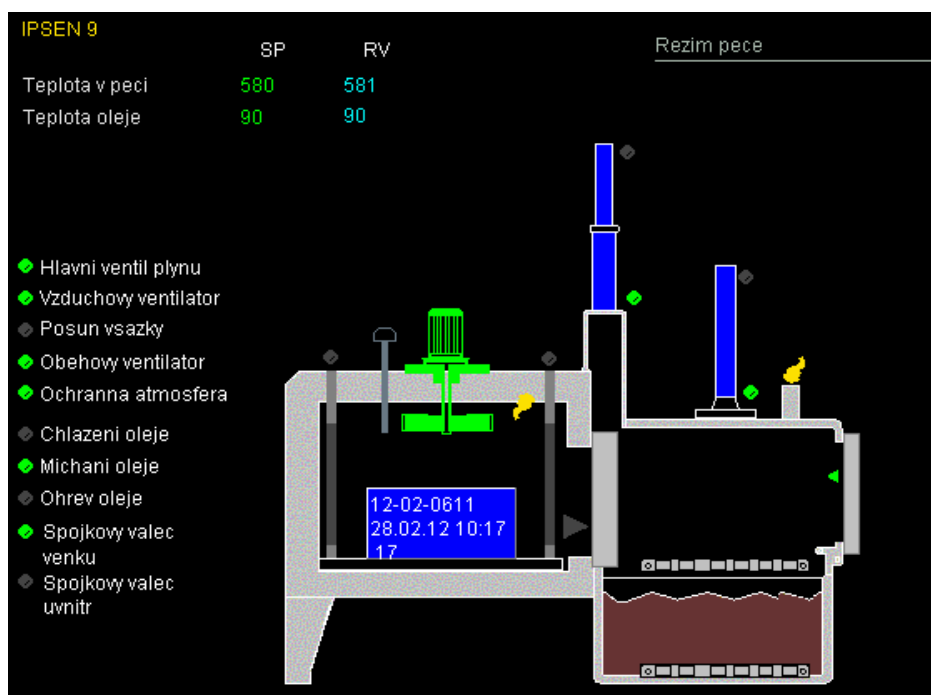 IPSEN 9
SP RV
Rezim pece
Teplota v peci 580 581
Teplota oleje 90 90
Hlavni ventil plynu
Vzduchovy ventilator
Posun vsazky
Obehovy ventilator
Ochranna atmosfera
Chlazeni oleje
Michani oleje
Ohrev oleje
Spojkovy valec
venku
Spojkovy valec
uvnitr
12-02-0611
28.02.12 10:17
17